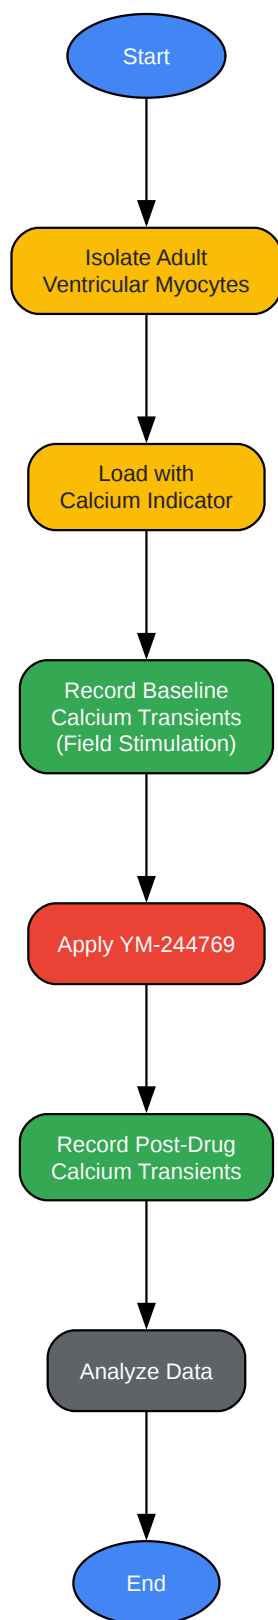 Start
Isolate Adult
Ventricular Myocytes
Load with
Calcium Indicator
Record Baseline
Calcium Transients
(Field Stimulation)
Apply YM-244769
Record Post-Drug
Calcium Transients
Analyze Data
End